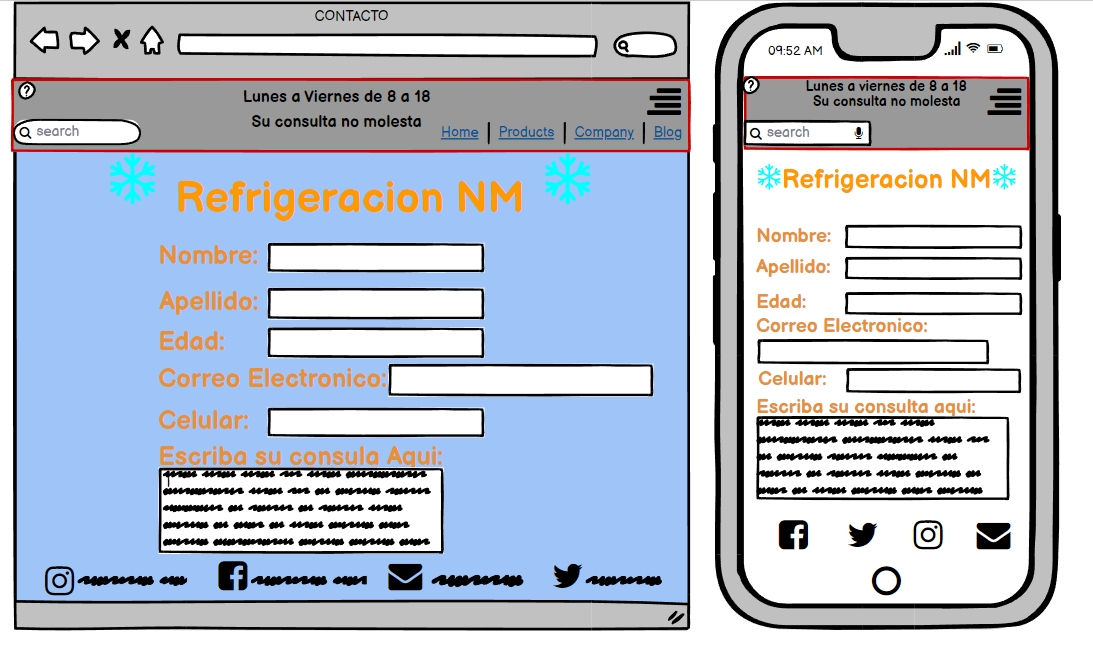 CONTACTO
?
Lunes a Viernes de 8 a 18
Su consulta no molesta
search
Home | Products | Company | Blog
Refrigeracion NM
Nombre:
Apellido:
Edad:
Correo Electronico:
Celular:
Escriba su consula Aqui:
09:52 AM
?
Lunes a viernes de 8 a 18
Su consulta no molesta
search
Refrigeracion NM
Nombre:
Apellido:
Edad:
Correo Electronico:
Celular:
Escriba su consulta aqui: